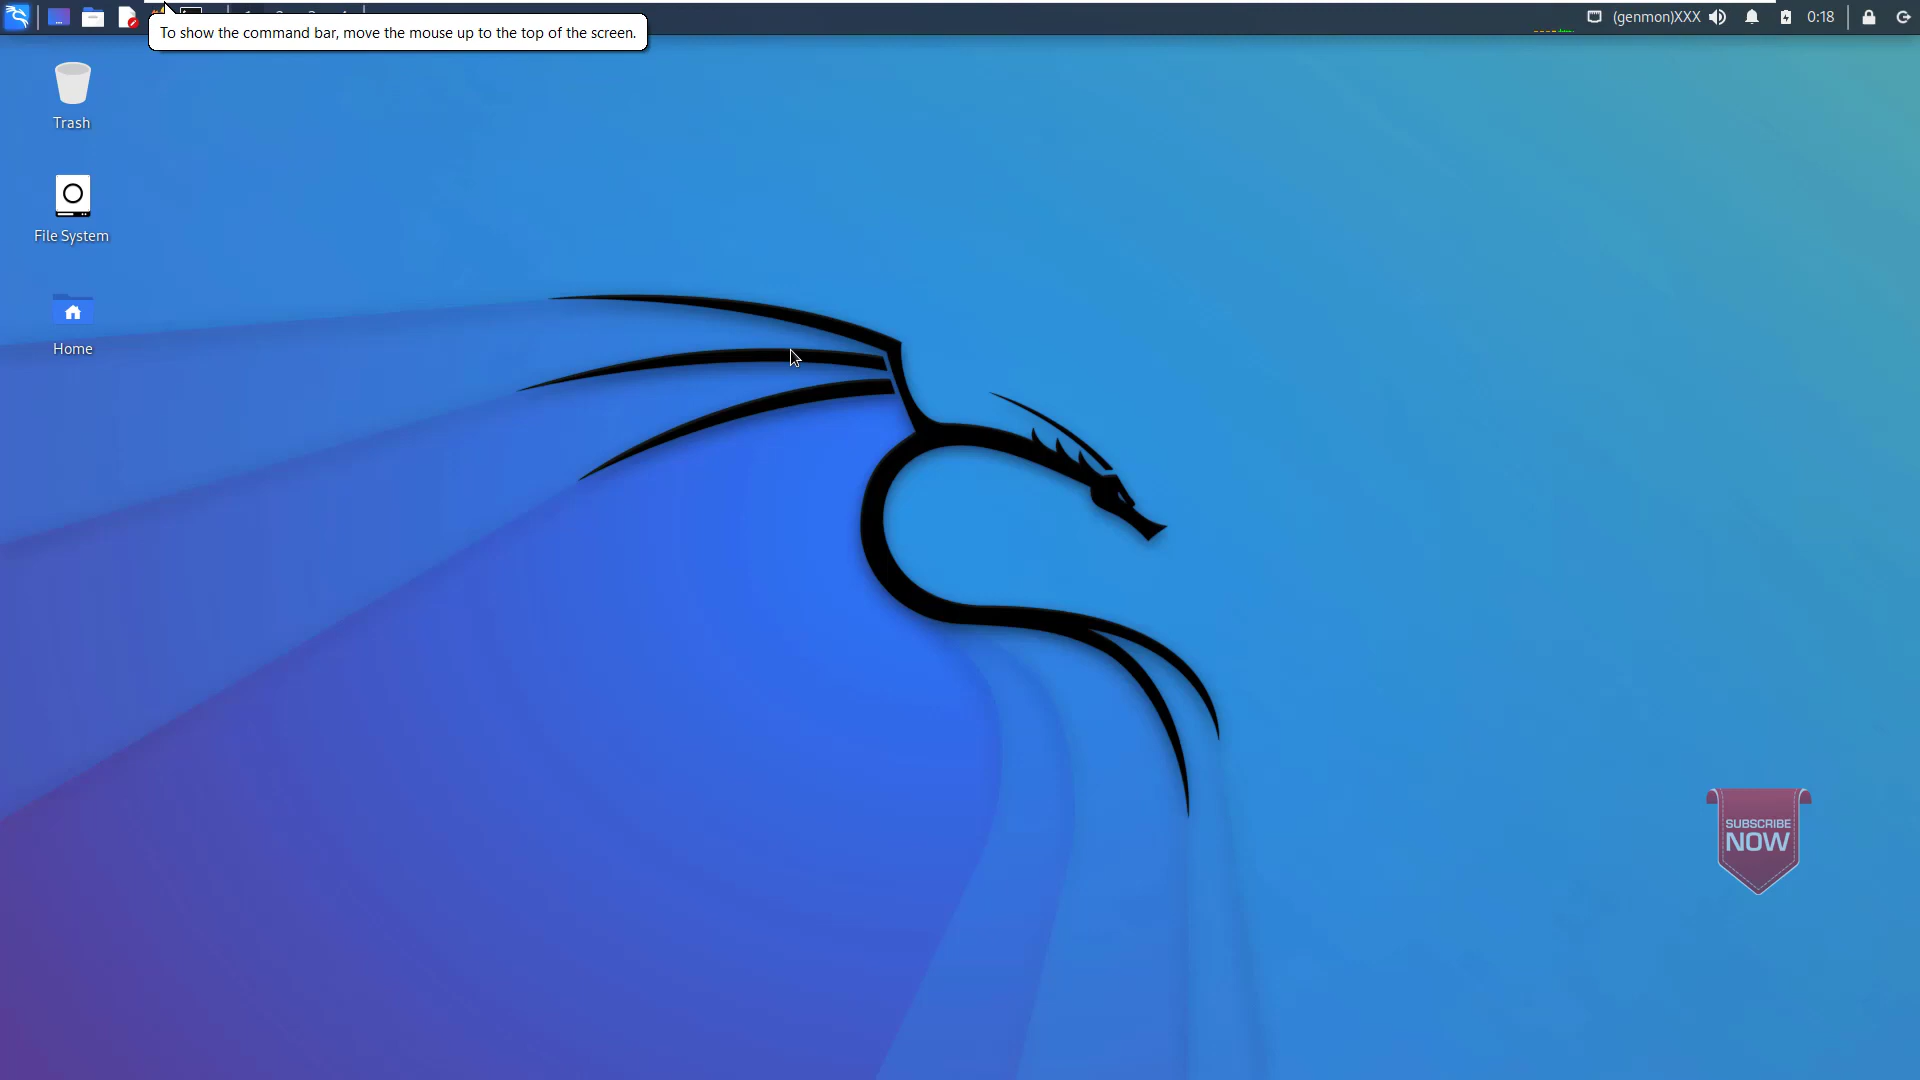 To show the command bar, move the mouse up to the top of the screen.
(genmon)XXX
0:18
Trash
File System
Home
SUBSCRIBE
NOW